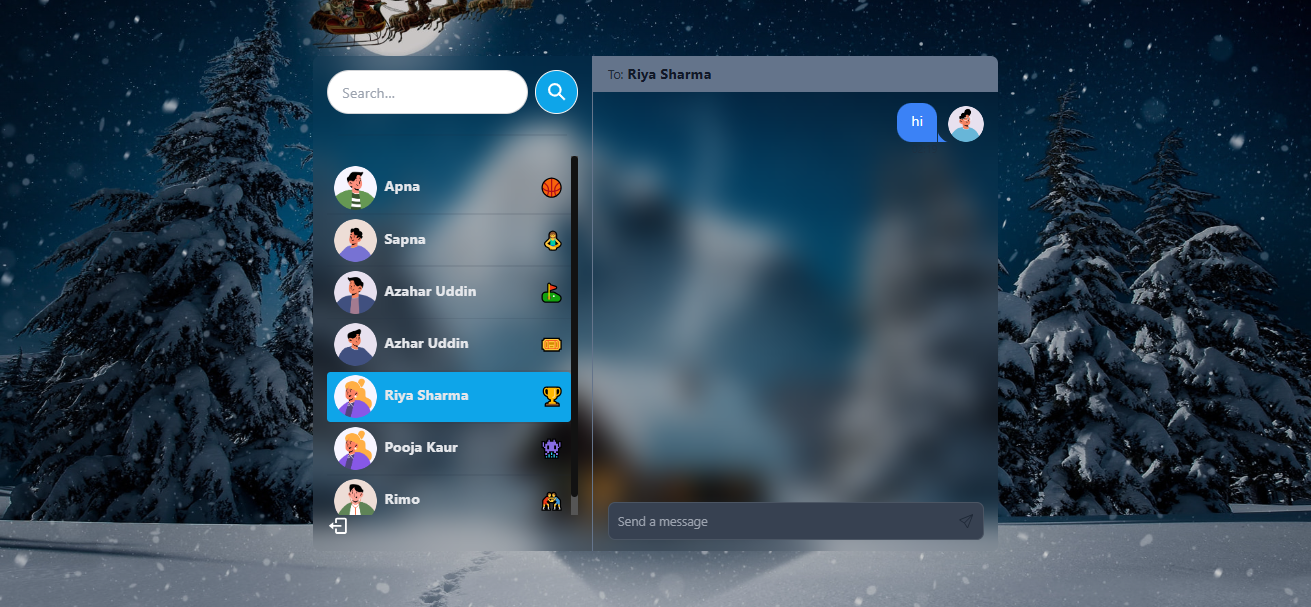 Search...
Apna
Sapna
Azahar Uddin
Azhar Uddin
Riya Sharma
Pooja Kaur
Rimo
To: Riya Sharma
hi
Send a message